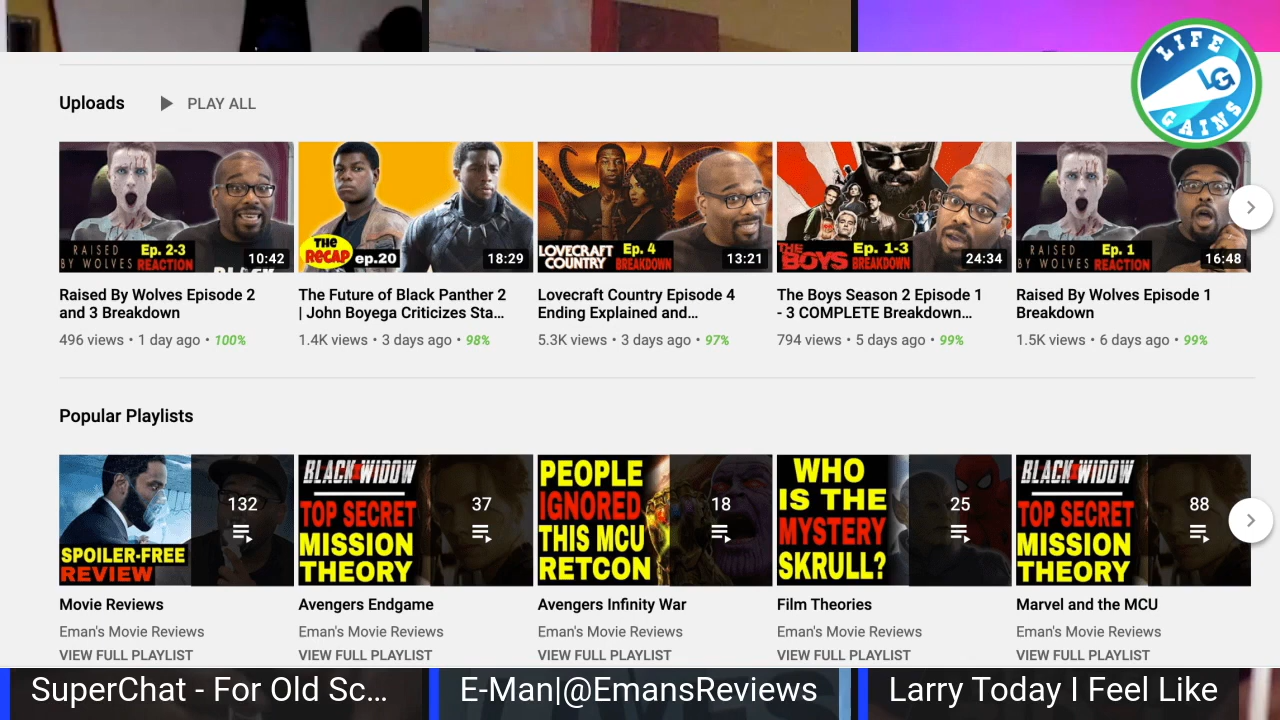 LIFE
LG
GAINS
Uploads PLAY ALL
RAISED BY WOLVES Ep. 2-3 REACTION 10:42
THE RECAP ep.20 18:29
LOVECRAFT COUNTRY Ep. 4 BREAKDOWN 13:21
THE BOYS Ep. 1-3 BREAKDOWN 24:34
RAISED BY WOLVES Ep. 1 REACTION 16:48
Raised By Wolves Episode 2
and 3 Breakdown
496 views • 1 day ago • 100%
The Future of Black Panther 2
| John Boyega Criticizes Sta...
1.4K views • 3 days ago • 98%
Lovecraft Country Episode 4
Ending Explained and...
5.3K views • 3 days ago • 97%
The Boys Season 2 Episode 1
- 3 COMPLETE Breakdown...
794 views • 5 days ago • 99%
Raised By Wolves Episode 1
Breakdown
1.5K views • 6 days ago • 99%
Popular Playlists
SPOILER-FREE
REVIEW
132
Movie Reviews
Eman's Movie Reviews
VIEW FULL PLAYLIST
BLACK WIDOW
TOP SECRET
MISSION
THEORY
37
Avengers Endgame
Eman's Movie Reviews
VIEW FULL PLAYLIST
PEOPLE
IGNORED
THIS MCU
RETCON
18
Avengers Infinity War
Eman's Movie Reviews
VIEW FULL PLAYLIST
WHO
IS THE
MYSTERY
SKRULL?
25
Film Theories
Eman's Movie Reviews
VIEW FULL PLAYLIST
BLACK WIDOW
TOP SECRET
MISSION
THEORY
88
Marvel and the MCU
Eman's Movie Reviews
VIEW FULL PLAYLIST
SuperChat - For Old Sc...
E-Man|@EmansReviews
Larry Today I Feel Like